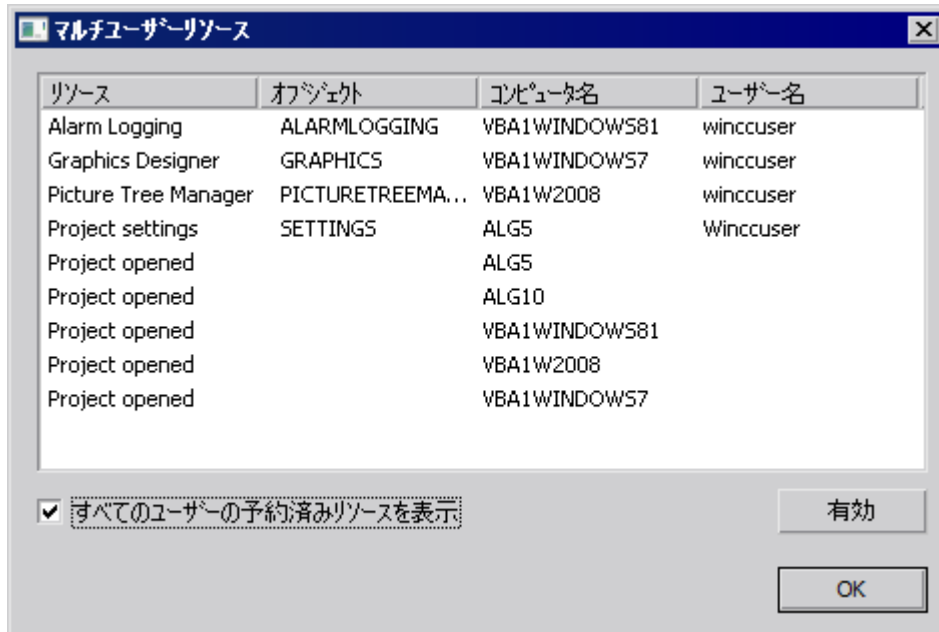 マルチユーザーリソース
リソース オブジェクト コンピュータ名 ユーザー名
Alarm Logging ALARMLOGGING VBA1WINDOWS81 winccuser
Graphics Designer GRAPHICS VBA1WINDOWS7 winccuser
Picture Tree Manager PICTURETREEMA... VBA1W2008 winccuser
Project settings SETTINGS ALG5 Winccuser
Project opened ALG5
Project opened ALG10
Project opened VBA1WINDOWS81
Project opened VBA1W2008
Project opened VBA1WINDOWS7
すべてのユーザーの予約済みリソースを表示 有効
OK